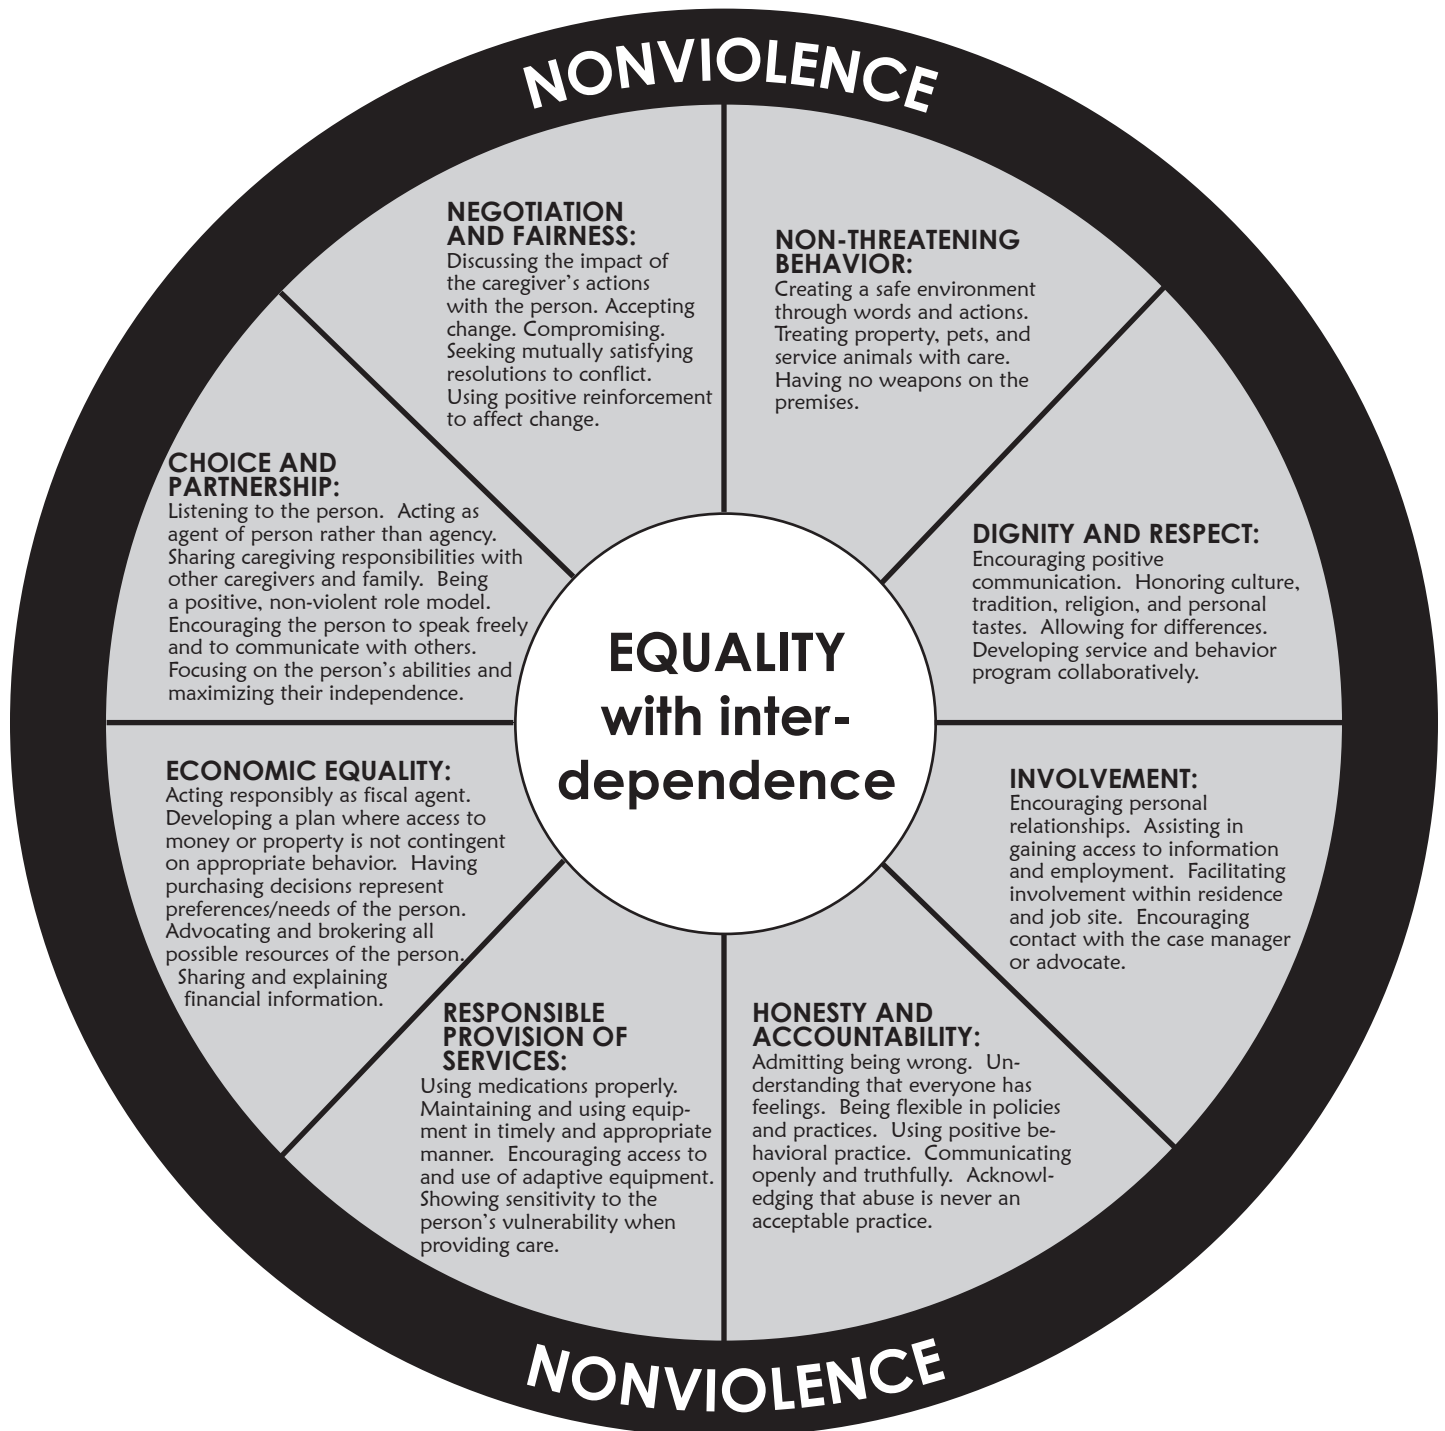 NONVIOLENCE
NEGOTIATION
AND FAIRNESS:
Discussing the impact of
the caregiver's actions
with the person. Accepting
change. Compromising.
Seeking mutually satisfying
resolutions to conflict.
Using positive reinforcement
to affect change.
NON-THREATENING
BEHAVIOR:
Creating a safe environment
through words and actions.
Treating property, pets, and
service animals with care.
Having no weapons on the
premises.
CHOICE AND
PARTNERSHIP:
Listening to the person. Acting as
agent of person rather than agency.
Sharing caregiving responsibilities with
other caregivers and family. Being
a positive, non-violent role model.
Encouraging the person to speak freely
and to communicate with others.
Focusing on the person's abilities and
maximizing their independence.
DIGNITY AND RESPECT:
Encouraging positive
communication. Honoring culture,
tradition, religion, and personal
tastes. Allowing for differences.
Developing service and behavior
program collaboratively.
EQUALITY
with inter-
dependence
ECONOMIC EQUALITY:
Acting responsibly as fiscal agent.
Developing a plan where access to
money or property is not contingent
on appropriate behavior. Having
purchasing decisions represent
preferences/needs of the person.
Advocating and brokering all
possible resources of the person.
Sharing and explaining
financial information.
INVOLVEMENT:
Encouraging personal
relationships. Assisting in
gaining access to information
and employment. Facilitating
involvement within residence
and job site. Encouraging
contact with the case manager
or advocate.
RESPONSIBLE
PROVISION OF
SERVICES:
Using medications properly.
Maintaining and using equip-
ment in timely and appropriate
manner. Encouraging access to
and use of adaptive equipment.
Showing sensitivity to the
person's vulnerability when
providing care.
HONESTY AND
ACCOUNTABILITY:
Admitting being wrong. Un-
derstanding that everyone has
feelings. Being flexible in policies
and practices. Using positive be-
havioral practice. Communicating
openly and truthfully. Acknowl-
edging that abuse is never an
acceptable practice.
NONVIOLENCE